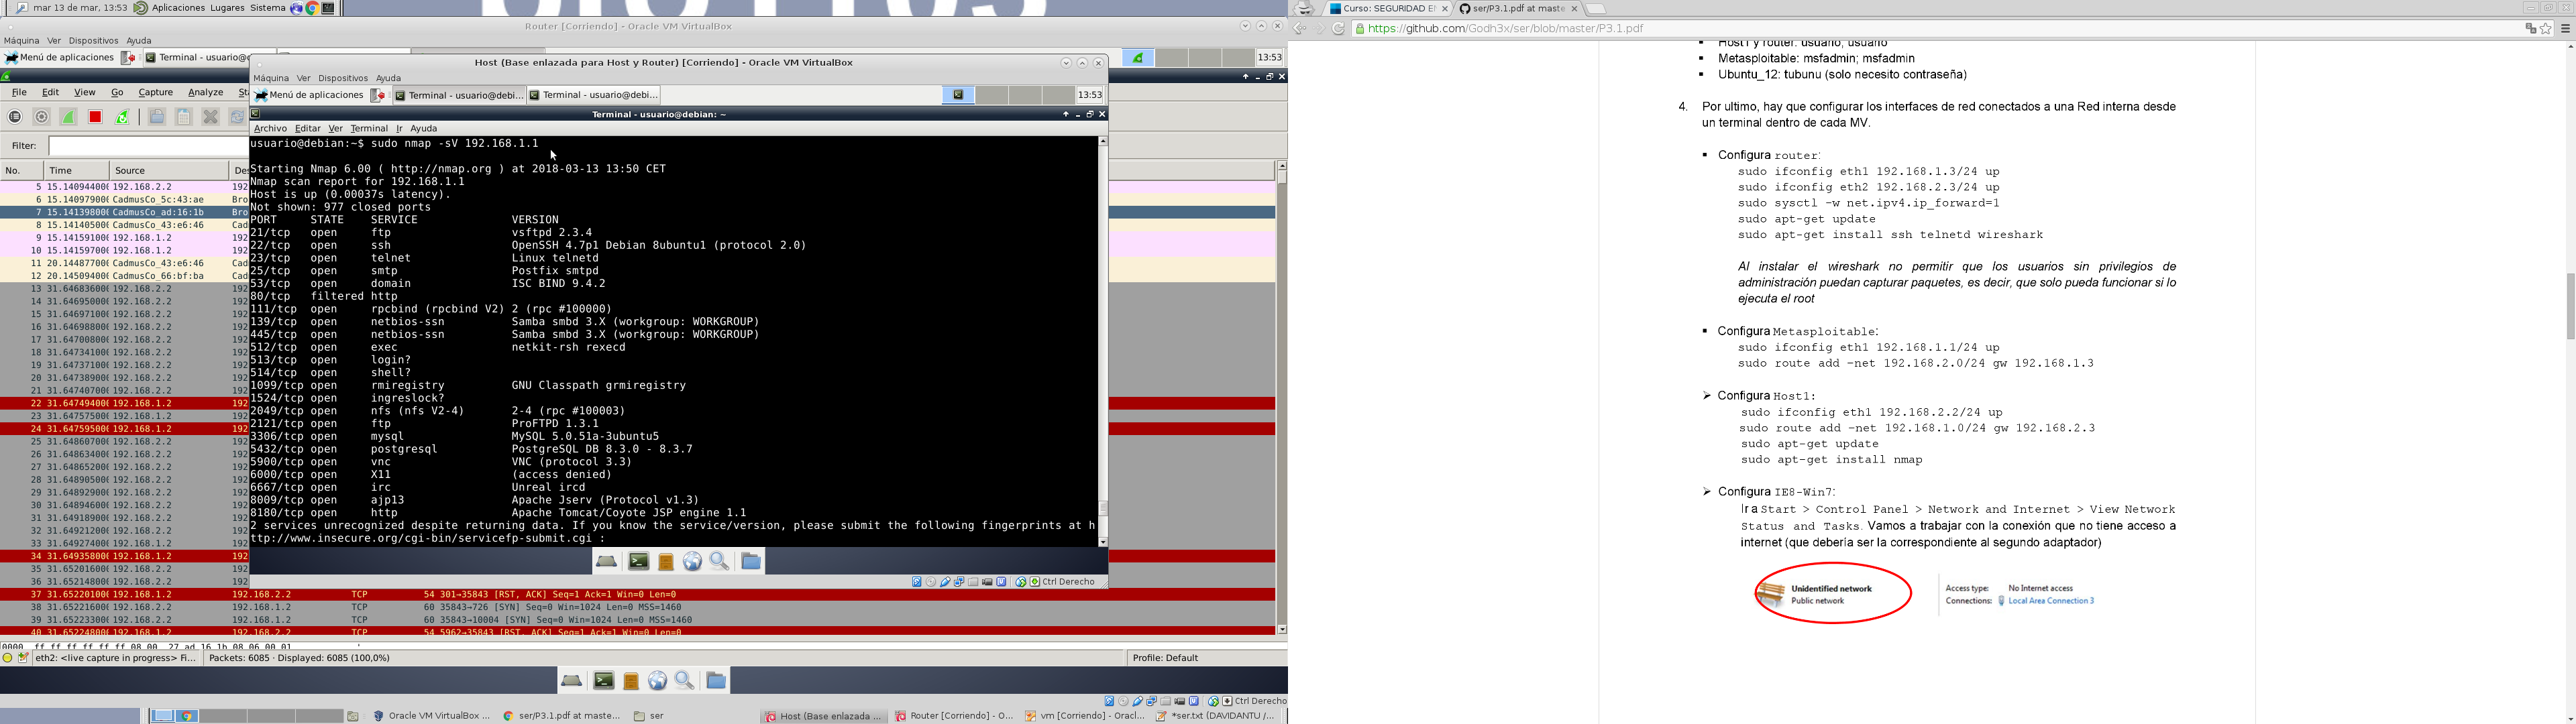 mar 13 de mar, 13:53 Aplicaciones Lugares Sistema
Router [Corriendo] - Oracle VM VirtualBox
Máquina Ver Dispositivos Ayuda
Menú de aplicaciones Terminal - usuario@d
13:53
File Edit View Go Capture Analyze
Filter:
No. Time Source
5 15.14094400 192.168.2.2 192
6 15.14097900 CadmusCo_5c:43:ae Bro
7 15.14139800 CadmusCo_ad:16:1b Bro
8 15.14140500 CadmusCo_43:e6:46 Cad
9 15.14159100 192.168.1.2 192
10 15.14159700 192.168.1.2 192
11 20.14487700 CadmusCo_43:e6:46 Cad
12 20.14509400 CadmusCo_66:bf:ba Cad
13 31.64683600 192.168.2.2 192
14 31.64695000 192.168.2.2 192
15 31.64697100 192.168.2.2 192
16 31.64698800 192.168.2.2 192
17 31.64700800 192.168.2.2 192
18 31.64734100 192.168.2.2 192
19 31.64737100 192.168.2.2 192
20 31.64738900 192.168.2.2 192
21 31.64740700 192.168.2.2 192
22 31.64749400 192.168.1.2 192
23 31.64757500 192.168.1.2 192
24 31.64759500 192.168.1.2 192
25 31.64860700 192.168.2.2 192
26 31.64863400 192.168.2.2 192
27 31.64865200 192.168.2.2 192
28 31.64890500 192.168.2.2 192
29 31.64892900 192.168.2.2 192
30 31.64894600 192.168.2.2 192
31 31.64918900 192.168.2.2 192
32 31.64921200 192.168.2.2 192
33 31.64927400 192.168.1.2 192
34 31.64935800 192.168.1.2 192
35 31.65201600 192.168.2.2 192
36 31.65214800 192.168.2.2 192
37 31.65220100 192.168.1.2 192.168.2.2 TCP 54 301→35843 [RST, ACK] Seq=1 Ack=1 Win=0 Len=0
38 31.65221600 192.168.2.2 192.168.1.2 TCP 60 35843→726 [SYN] Seq=0 Win=1024 Len=0 MSS=1460
39 31.65223300 192.168.2.2 192.168.1.2 TCP 60 35843→10004 [SYN] Seq=0 Win=1024 Len=0 MSS=1460
40 31.65224800 192.168.1.2 192.168.2.2 TCP 54 5962→35843 [RST, ACK] Seq=1 Ack=1 Win=0 Len=0
0000 ff ff ff ff ff ff 08 00 27 ad 16 1b 08 06 00 01
eth2: <live capture in progress> Fi... Packets: 6085 · Displayed: 6085 (100,0%) Profile: Default
Ctrl Derecho
Oracle VM VirtualBox ... ser/P3.1.pdf at maste... ser Host (Base enlazada ... Router [Corriendo] - O... vm [Corriendo] - Oracl... *ser.txt (DAVIDANTU /...
Host (Base enlazada para Host y Router) [Corriendo] - Oracle VM VirtualBox
Máquina Ver Dispositivos Ayuda
Menú de aplicaciones Terminal - usuario@debi... Terminal - usuario@debi... 13:53
Terminal - usuario@debian: ~
Archivo Editar Ver Terminal Ir Ayuda
usuario@debian:~$ sudo nmap -sV 192.168.1.1
Starting Nmap 6.00 ( http://nmap.org ) at 2018-03-13 13:50 CET
Nmap scan report for 192.168.1.1
Host is up (0.00037s latency).
Not shown: 977 closed ports
PORT STATE SERVICE VERSION
21/tcp open ftp vsftpd 2.3.4
22/tcp open ssh OpenSSH 4.7p1 Debian 8ubuntu1 (protocol 2.0)
23/tcp open telnet Linux telnetd
25/tcp open smtp Postfix smtpd
53/tcp open domain ISC BIND 9.4.2
80/tcp filtered http
111/tcp open rpcbind (rpcbind V2) 2 (rpc #100000)
139/tcp open netbios-ssn Samba smbd 3.X (workgroup: WORKGROUP)
445/tcp open netbios-ssn Samba smbd 3.X (workgroup: WORKGROUP)
512/tcp open exec netkit-rsh rexecd
513/tcp open login?
514/tcp open shell?
1099/tcp open rmiregistry GNU Classpath grmiregistry
1524/tcp open ingreslock?
2049/tcp open nfs (nfs V2-4) 2-4 (rpc #100003)
2121/tcp open ftp ProFTPD 1.3.1
3306/tcp open mysql MySQL 5.0.51a-3ubuntu5
5432/tcp open postgresql PostgreSQL DB 8.3.0 - 8.3.7
5900/tcp open vnc VNC (protocol 3.3)
6000/tcp open X11 (access denied)
6667/tcp open irc Unreal ircd
8009/tcp open ajp13 Apache Jserv (Protocol v1.3)
8180/tcp open http Apache Tomcat/Coyote JSP engine 1.1
2 services unrecognized despite returning data. If you know the service/version, please submit the following fingerprints at h
ttp://www.insecure.org/cgi-bin/servicefp-submit.cgi :
Ctrl Derecho
Curso: SEGURIDAD E ser/P3.1.pdf at maste
https://github.com/Godh3x/ser/blob/master/P3.1.pdf
Host1 y router: usuario; usuario
▪ Metasploitable: msfadmin; msfadmin
▪ Ubuntu_12: tubunu (solo necesito contraseña)
4. Por ultimo, hay que configurar los interfaces de red conectados a una Red interna desde
un terminal dentro de cada MV.
▪ Configura router:
sudo ifconfig eth1 192.168.1.3/24 up
sudo ifconfig eth2 192.168.2.3/24 up
sudo sysctl -w net.ipv4.ip_forward=1
sudo apt-get update
sudo apt-get install ssh telnetd wireshark
Al instalar el wireshark no permitir que los usuarios sin privilegios de
administración puedan capturar paquetes, es decir, que solo pueda funcionar si lo
ejecuta el root
▪ Configura Metasploitable:
sudo ifconfig eth1 192.168.1.1/24 up
sudo route add -net 192.168.2.0/24 gw 192.168.1.3
➢ Configura Host1:
sudo ifconfig eth1 192.168.2.2/24 up
sudo route add -net 192.168.1.0/24 gw 192.168.2.3
sudo apt-get update
sudo apt-get install nmap
➢ Configura IE8-Win7:
Ir a Start > Control Panel > Network and Internet > View Network
Status and Tasks. Vamos a trabajar con la conexión que no tiene acceso a
internet (que debería ser la correspondiente al segundo adaptador)
Unidentified network
Public network
Access type: No Internet access
Connections: Local Area Connection 3